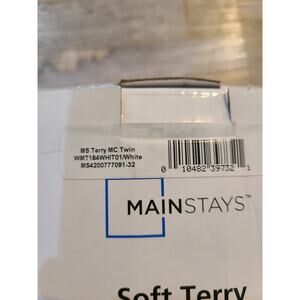 MS Terry MC Twin
WMT184WHIT01/White
MS4200777091-32
0 10482 39732 1
MAINSTAYS™
Soft Terry